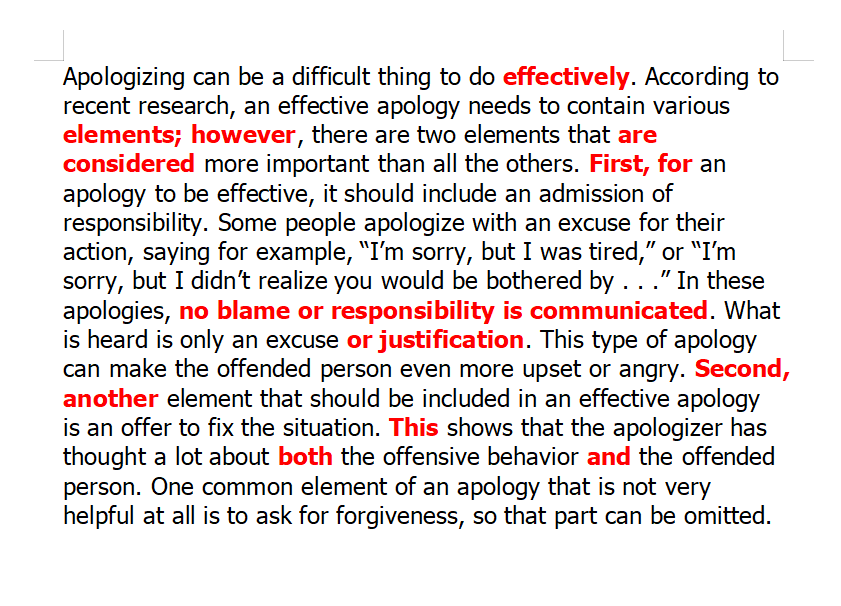 Apologizing can be a difficult thing to do effectively. According to
recent research, an effective apology needs to contain various
elements; however, there are two elements that are
considered more important than all the others. First, for an
apology to be effective, it should include an admission of
responsibility. Some people apologize with an excuse for their
action, saying for example, “I’m sorry, but I was tired,” or “I’m
sorry, but I didn’t realize you would be bothered by . . .” In these
apologies, no blame or responsibility is communicated. What
is heard is only an excuse or justification. This type of apology
can make the offended person even more upset or angry. Second,
another element that should be included in an effective apology
is an offer to fix the situation. This shows that the apologizer has
thought a lot about both the offensive behavior and the offended
person. One common element of an apology that is not very
helpful at all is to ask for forgiveness, so that part can be omitted.